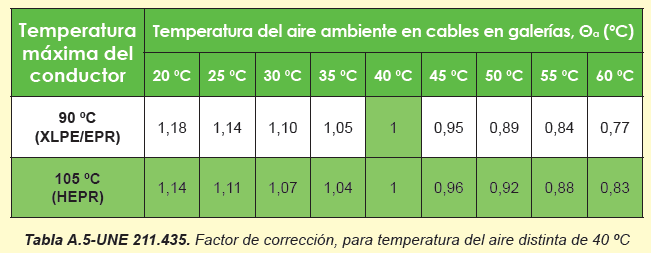 Temperatura máxima del conductor
Temperatura del aire ambiente en cables en galerías, Θa (ºC)
20 ºC 25 ºC 30 ºC 35 ºC 40 ºC 45 ºC 50 ºC 55 ºC 60 ºC
90 ºC (XLPE/EPR) 1,18 1,14 1,10 1,05 1 0,95 0,89 0,84 0,77
105 ºC (HEPR) 1,14 1,11 1,07 1,04 1 0,96 0,92 0,88 0,83
Tabla A.5-UNE 211.435. Factor de corrección, para temperatura del aire distinta de 40 ºC